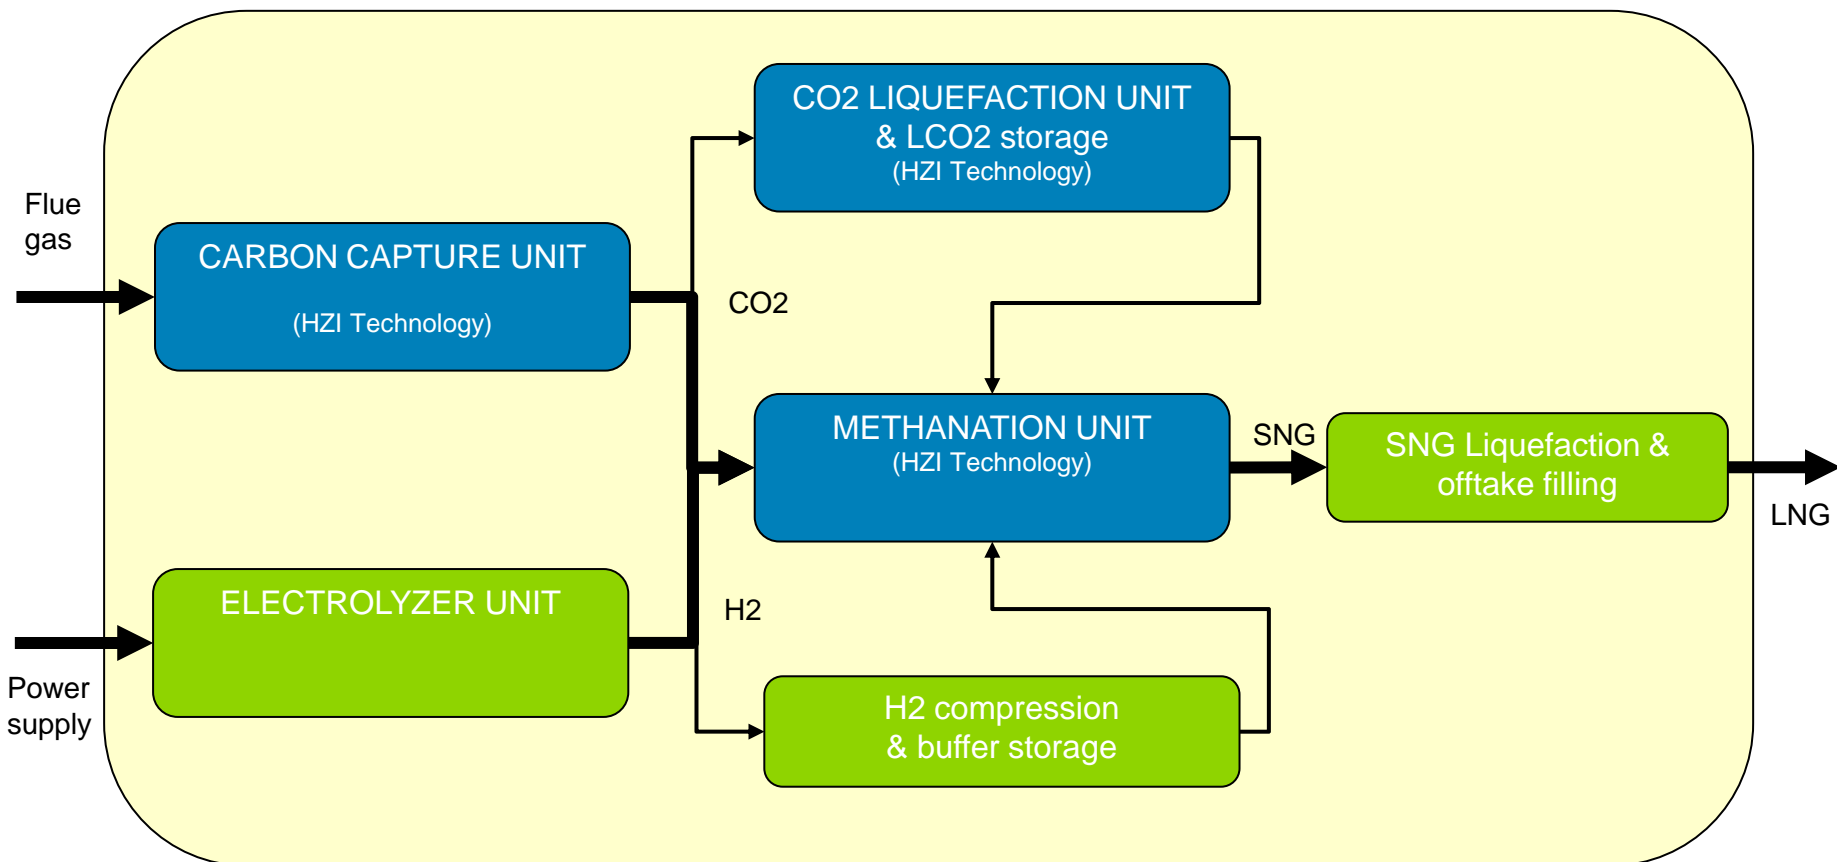 CO2 LIQUEFACTION UNIT
& LCO2 storage
(HZI Technology)
Flue
gas
CARBON CAPTURE UNIT
(HZI Technology)
CO2
METHANATION UNIT
(HZI Technology)
SNG
SNG Liquefaction &
offtake filling
LNG
ELECTROLYZER UNIT
H2
Power
supply
H2 compression
& buffer storage